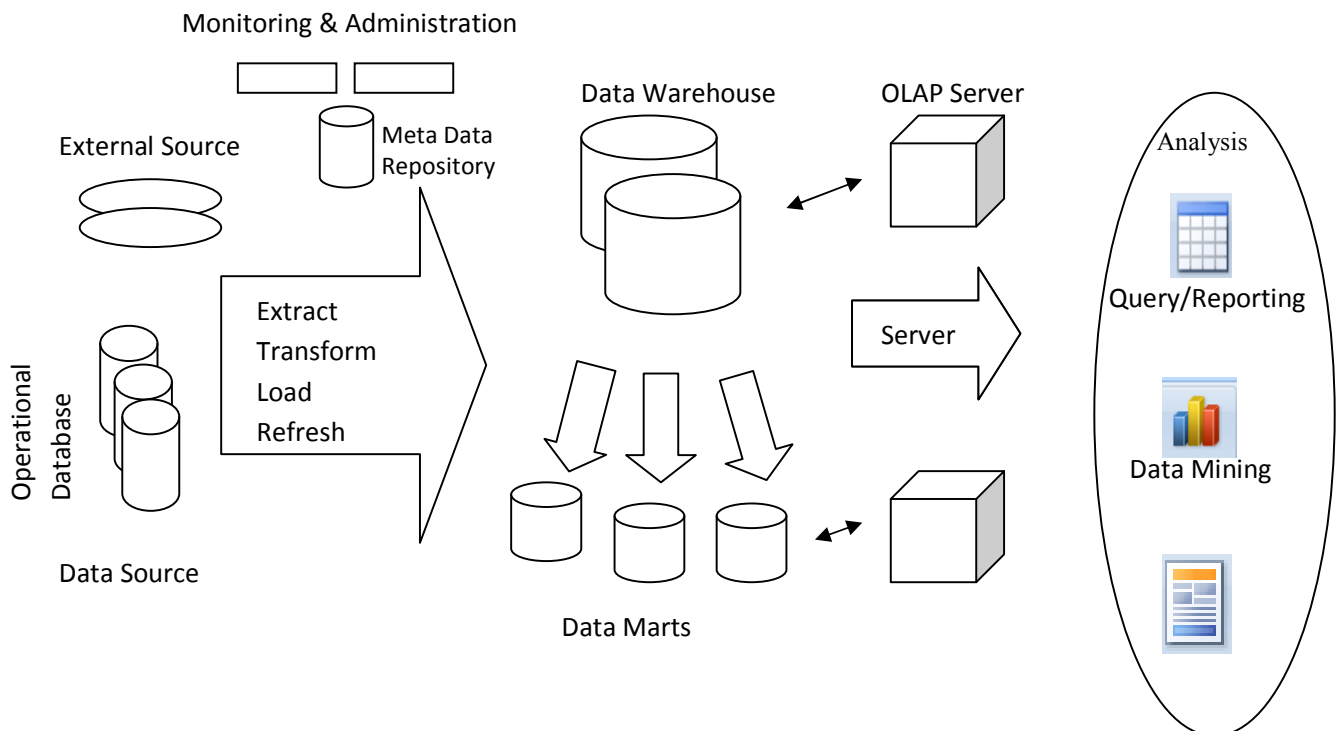 Monitoring & Administration
Data Warehouse
OLAP Server
External Source
Meta Data
Repository
Analysis
Extract
Transform
Load
Refresh
Server
Query/Reporting
Operational
Database
Data Mining
Data Source
Data Marts